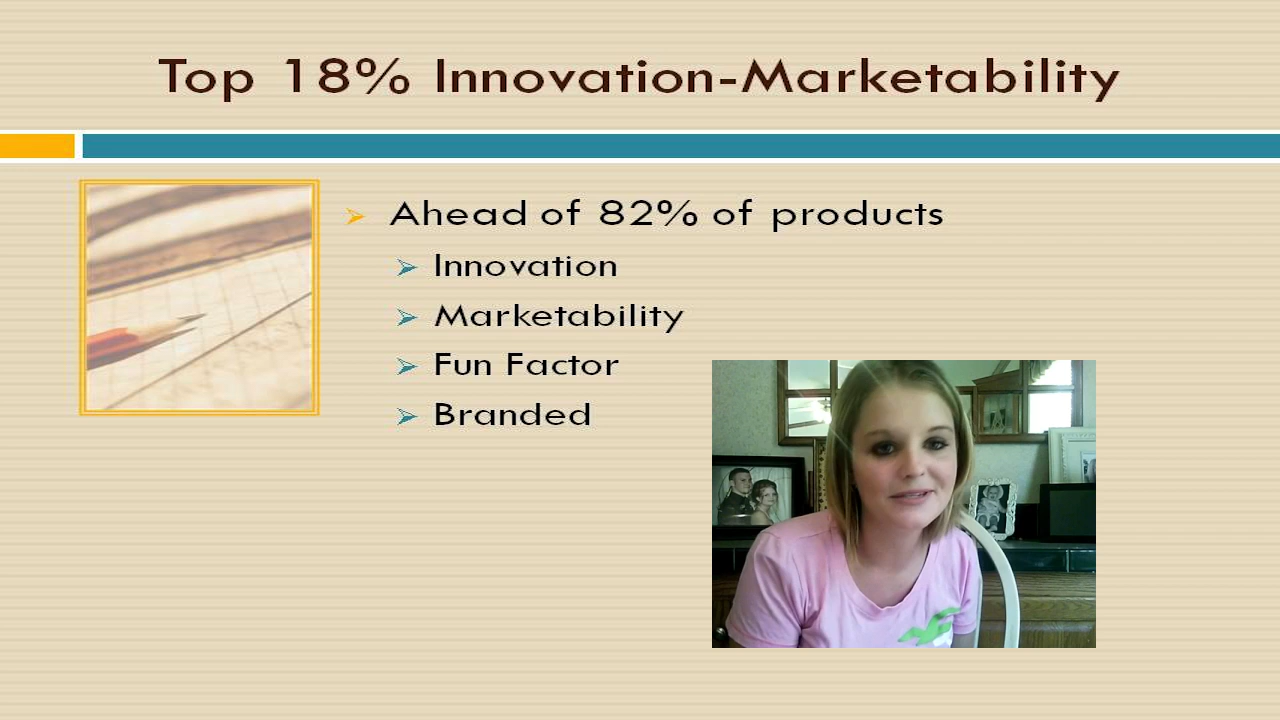 Top 18% Innovation-Marketability
Ahead of 82% of products
Innovation
Marketability
Fun Factor
Branded